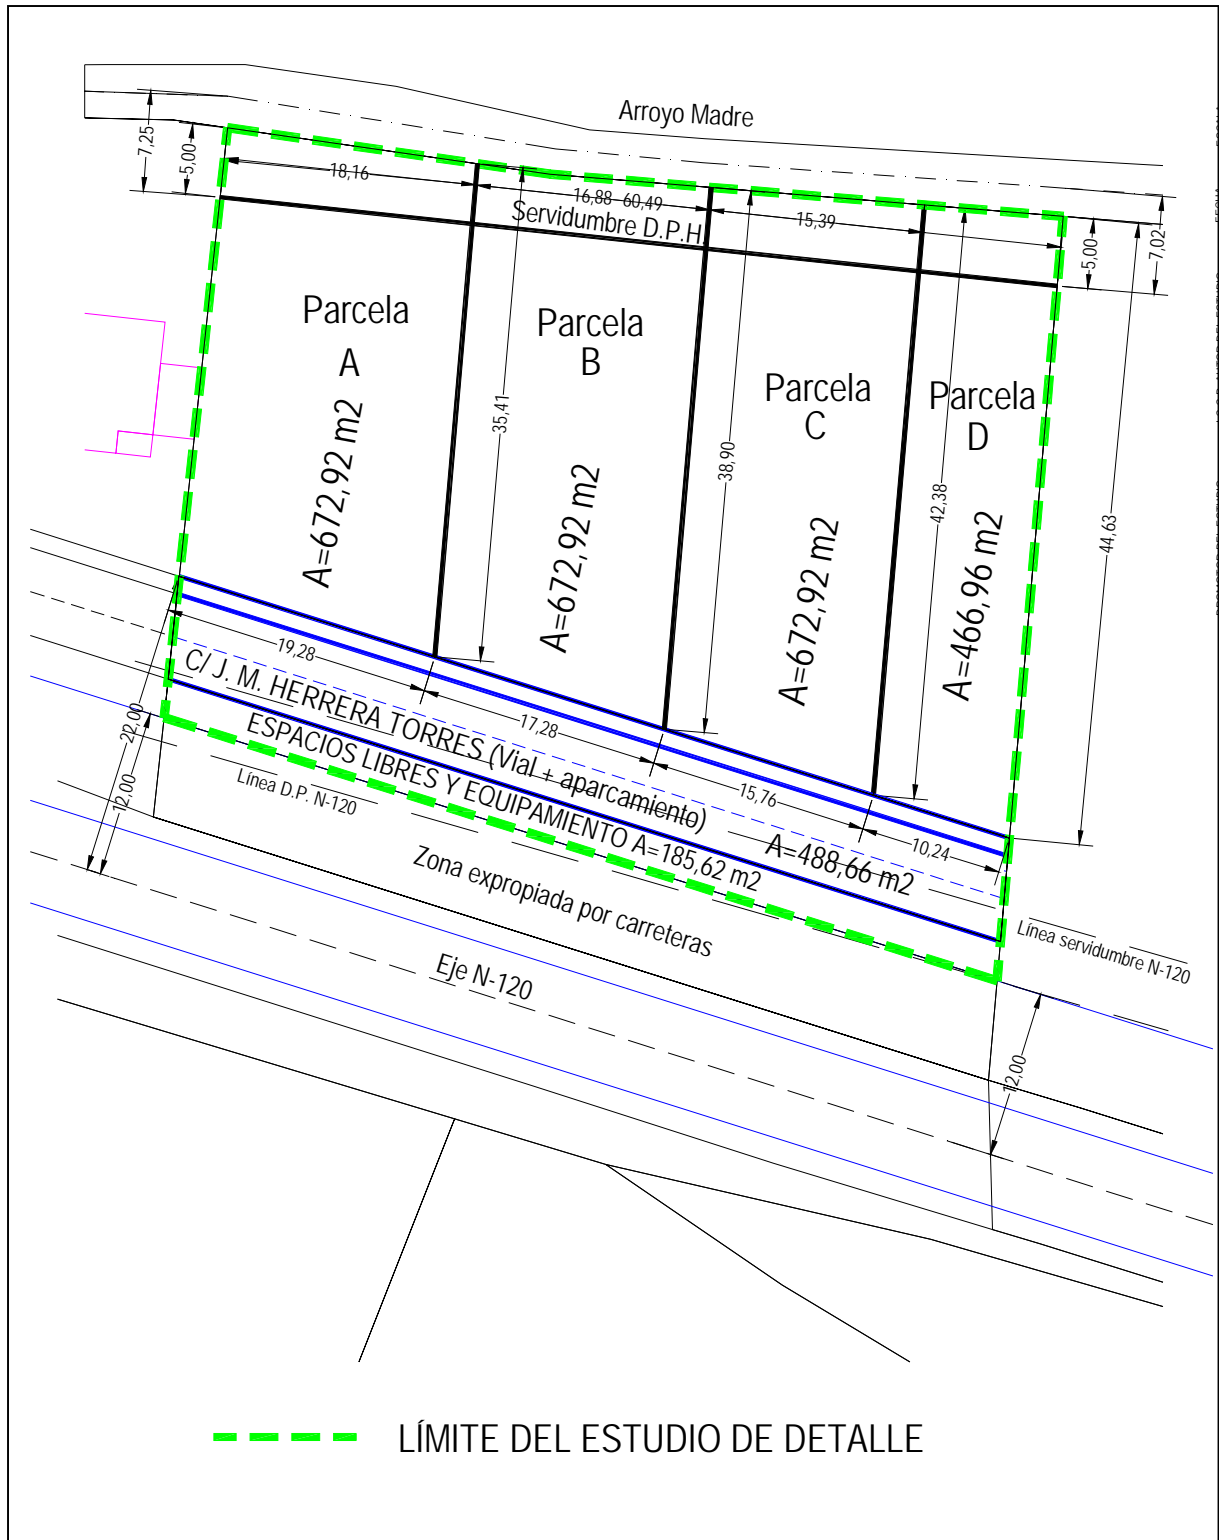 Arroyo Madre
7,25
5,00
18,16
16,88
60,49
15,39
Servidumbre D.P.H.
5,00
7,02
Parcela
A
A=672,92 m2
35,41
Parcela
B
A=672,92 m2
38,90
Parcela
C
A=672,92 m2
42,38
Parcela
D
A=466,96 m2
44,63
19,28
17,28
15,76
10,24
C/ J. M. HERRERA TORRES (Vial + aparcamiento)
A=488,66 m2
ESPACIOS LIBRES Y EQUIPAMIENTO A=185,62 m2
22,00
12,00
Línea D.P. N-120
Zona expropiada por carreteras
Línea servidumbre N-120
Eje N-120
12,00
LÍMITE DEL ESTUDIO DE DETALLE